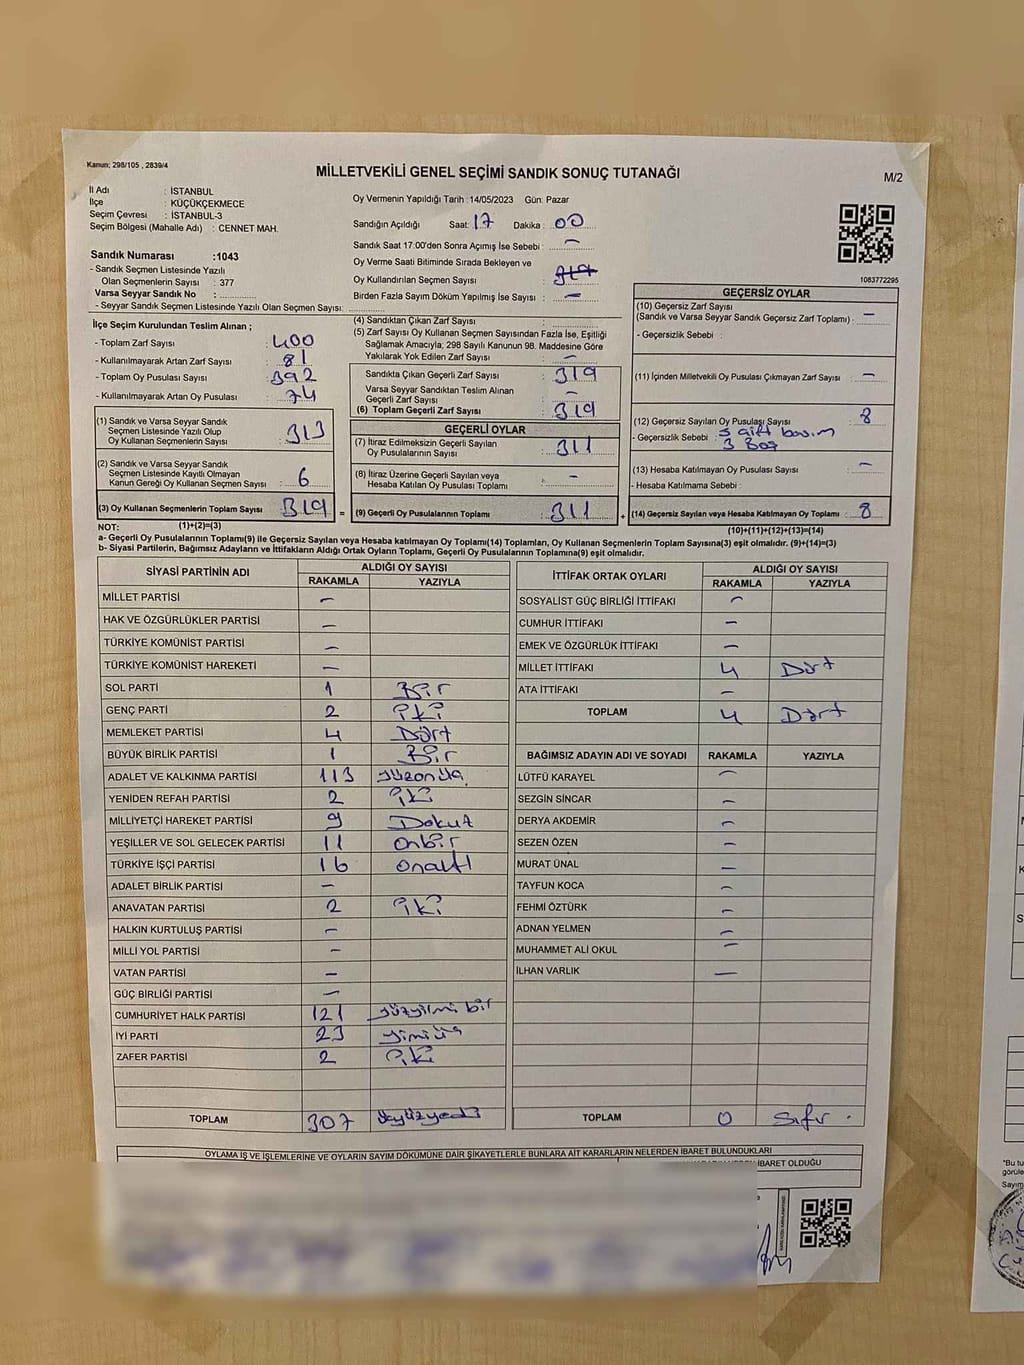 Kanun; 298/105 , 2839/4
MİLLETVEKİLİ GENEL SEÇİMİ SANDIK SONUÇ TUTANAĞI
M/2
İl Adı : İSTANBUL
İlçe : KÜÇÜKÇEKMECE
Seçim Çevresi : İSTANBUL-3
Seçim Bölgesi (Mahalle Adı) : CENNET MAH.
Sandık Numarası :1043
- Sandık Seçmen Listesinde Yazılı
Olan Seçmenlerin Sayısı : 377
Varsa Seyyar Sandık No :
- Seyyar Sandık Seçmen Listesinde Yazılı Olan Seçmen Sayısı:
İlçe Seçim Kurulundan Teslim Alınan ;
- Toplam Zarf Sayısı : 400
- Kullanılmayarak Artan Zarf Sayısı : 81
- Toplam Oy Pusulası Sayısı : 392
- Kullanılmayarak Artan Oy Pusulası : 74
(1) Sandık ve Varsa Seyyar Sandık
Seçmen Listesinde Yazılı Olup
Oy Kullanan Seçmenlerin Sayısı : 313
(2) Sandık ve Varsa Seyyar Sandık
Seçmen Listesinde Kayıtlı Olmayan
Kanun Gereği Oy Kullanan Seçmen Sayısı : 6
(3) Oy Kullanan Seçmenlerin Toplam Sayısı : 319 =
(1)+(2)=(3)
Oy Vermenin Yapıldığı Tarih :14/05/2023 Gün: Pazar
Sandığın Açıldığı Saat: 17 Dakika : 00
Sandık Saat 17:00'den Sonra Açımış İse Sebebi : -
Oy Verme Saati Bitiminde Sırada Bekleyen ve
Oy Kullandırılan Seçmen Sayısı : 319
Birden Fazla Sayım Döküm Yapılmış İse Sayısı : -
(4) Sandıktan Çıkan Zarf Sayısı :
(5) Zarf Sayısı Oy Kullanan Seçmen Sayısından Fazla İse, Eşitliği
Sağlamak Amacıyla; 298 Sayılı Kanunun 98. Maddesine Göre
Yakılarak Yok Edilen Zarf Sayısı : -
Sandıkta Çıkan Geçerli Zarf Sayısı : 319
Varsa Seyyar Sandıktan Teslim Alınan
Geçerli Zarf Sayısı : -
(6) Toplam Geçerli Zarf Sayısı : 319
GEÇERLİ OYLAR
(7) İtiraz Edilmeksizin Geçerli Sayılan
Oy Pusulalarının Sayısı : 311
(8) İtiraz Üzerine Geçerli Sayılan veya
Hesaba Katılan Oy Pusulası Toplamı : -
(9) Geçerli Oy Pusulalarının Toplamı : 311 +
1083772295
GEÇERSİZ OYLAR
(10) Geçersiz Zarf Sayısı
(Sandık ve Varsa Seyyar Sandık Geçersiz Zarf Toplamı) : -
- Geçersizlik Sebebi :
(11) İçinden Milletvekili Oy Pusulası Çıkmayan Zarf Sayısı : -
(12) Geçersiz Sayılan Oy Pusulası Sayısı : 8
- Geçersizlik Sebebi : 5 çift basım
3 Boş
(13) Hesaba Katılmayan Oy Pusulası Sayısı : -
- Hesaba Katılmama Sebebi :
(14) Geçersiz Sayılan veya Hesaba Katılmayan Oy Toplamı : 8
(10)+(11)+(12)+(13)=(14)
NOT:
a- Geçerli Oy Pusulalarının Toplamı(9) ile Geçersiz Sayılan veya Hesaba katılmayan Oy Toplamı(14) Toplamları, Oy Kullanan Seçmenlerin Toplam Sayısına(3) eşit olmalıdır. (9)+(14)=(3)
b- Siyasi Partilerin, Bağımsız Adayların ve İttifakların Aldığı Ortak Oyların Toplamı, Geçerli Oy Pusulalarının Toplamına(9) eşit olmalıdır.
SİYASİ PARTİNİN ADI ALDIĞI OY SAYISI
RAKAMLA YAZIYLA
MİLLET PARTİSİ -
HAK VE ÖZGÜRLÜKLER PARTİSİ -
TÜRKİYE KOMÜNİST PARTİSİ -
TÜRKİYE KOMÜNİST HAREKETİ -
SOL PARTİ 1 Bir
GENÇ PARTİ 2 İki
MEMLEKET PARTİSİ 4 Dört
BÜYÜK BİRLİK PARTİSİ 1 Bir
ADALET VE KALKINMA PARTİSİ 113 yüzonüç
YENİDEN REFAH PARTİSİ 2 İki
MİLLİYETÇİ HAREKET PARTİSİ 9 Dokuz
YEŞİLLER VE SOL GELECEK PARTİSİ 11 onbir
TÜRKİYE İŞÇİ PARTİSİ 16 onaltı
ADALET BİRLİK PARTİSİ -
ANAVATAN PARTİSİ 2 İki
HALKIN KURTULUŞ PARTİSİ -
MİLLİ YOL PARTİSİ -
VATAN PARTİSİ -
GÜÇ BİRLİĞİ PARTİSİ -
CUMHURİYET HALK PARTİSİ 121 yüzyirmi bir
İYİ PARTİ 23 yirmiüç
ZAFER PARTİSİ 2 İki
TOPLAM 307 üçyüzyedi
İTTİFAK ORTAK OYLARI ALDIĞI OY SAYISI
RAKAMLA YAZIYLA
SOSYALİST GÜÇ BİRLİĞİ İTTİFAKI -
CUMHUR İTTİFAKI -
EMEK VE ÖZGÜRLÜK İTTİFAKI -
MİLLET İTTİFAKI 4 Dört
ATA İTTİFAKI -
TOPLAM 4 Dört
BAĞIMSIZ ADAYIN ADI VE SOYADI RAKAMLA YAZIYLA
LÜTFÜ KARAYEL -
SEZGİN SİNCAR -
DERYA AKDEMİR -
SEZEN ÖZEN -
MURAT ÜNAL -
TAYFUN KOCA -
FEHMİ ÖZTÜRK -
ADNAN YELMEN -
MUHAMMET ALİ OKUL -
İLHAN VARLIK -
TOPLAM 0 Sıfır .
OYLAMA İŞ VE İŞLEMLERİNE VE OYLARIN SAYIM DÖKÜMÜNE DAİR ŞİKAYETLERLE BUNLARA AİT KARARLARIN NELERDEN İBARET BULUNDUKLARI
İBARET OLDUĞU
"Bu tu
görüle
Sayım